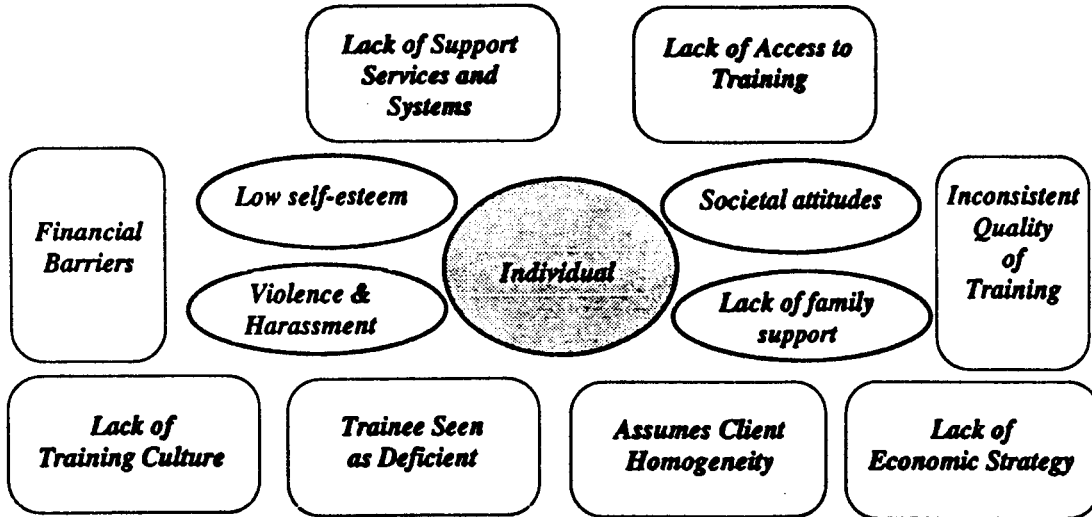 Lack of Support
Services and
Systems
Lack of Access to
Training
Financial
Barriers
Low self-esteem
Violence &
Harassment
Individual
Societal attitudes
Lack of family
support
Inconsistent
Quality
of
Training
Lack of
Training Culture
Trainee Seen
as Deficient
Assumes Client
Homogeneity
Lack of
Economic Strategy